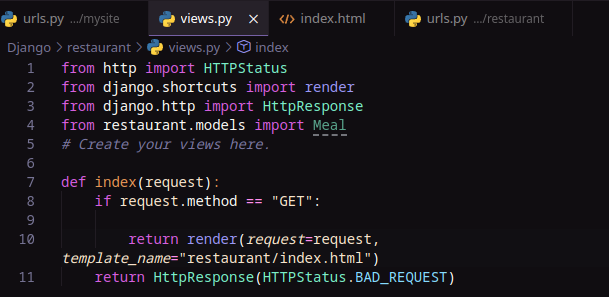 urls.py .../mysite
views.py ×
<> index.html
urls.py .../restaurant
Django > restaurant > views.py > index
1 from http import HTTPStatus
2 from django.shortcuts import render
3 from django.http import HttpResponse
4 from restaurant.models import Meal
5 # Create your views here.
6
7 def index(request):
8 if request.method == "GET":
9
10 return render(request=request,
template_name="restaurant/index.html")
11 return HttpResponse(HTTPStatus.BAD_REQUEST)